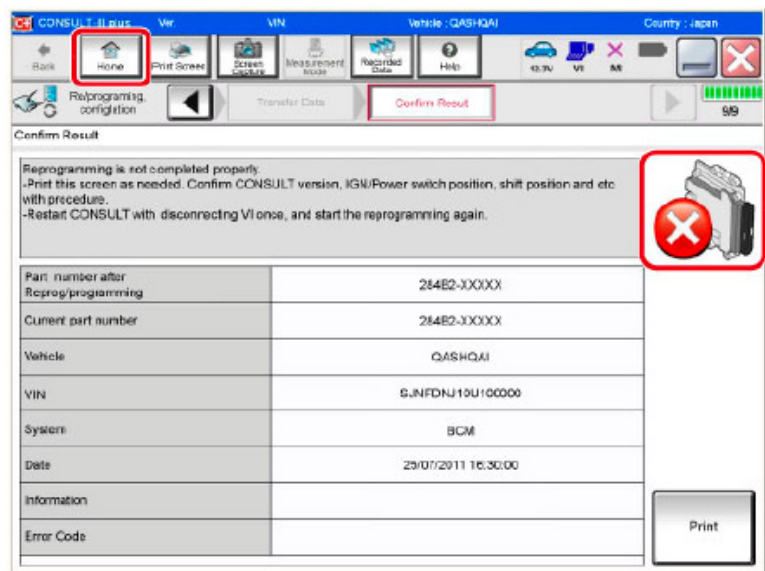 CONSULT-III plus Ver. VIN: Vehicle : QASHQAI Country : Japan
Back
Home
Print Screen
Screen Capture
Measurement Mode
Recorded Data
Help
VI
MI
Re/programing, configlation
Transfer Data
Confirm Result
9/9
Confirm Result
Reprogramming is not completed properly.
-Print this screen as needed. Confirm CONSULT version, IGN/Power switch position, shift position and etc
with procedure.
-Restart CONSULT with disconnecting VI once, and start the reprogramming again.
Part number after
Reprog/programming
284B2-XXXXX
Current part number
284B2-XXXXX
Vehicle
QASHQAI
VIN
SJNFDNJ10U100000
System
BCM
Date
29/07/2011 16:30:00
Information
Error Code
Print